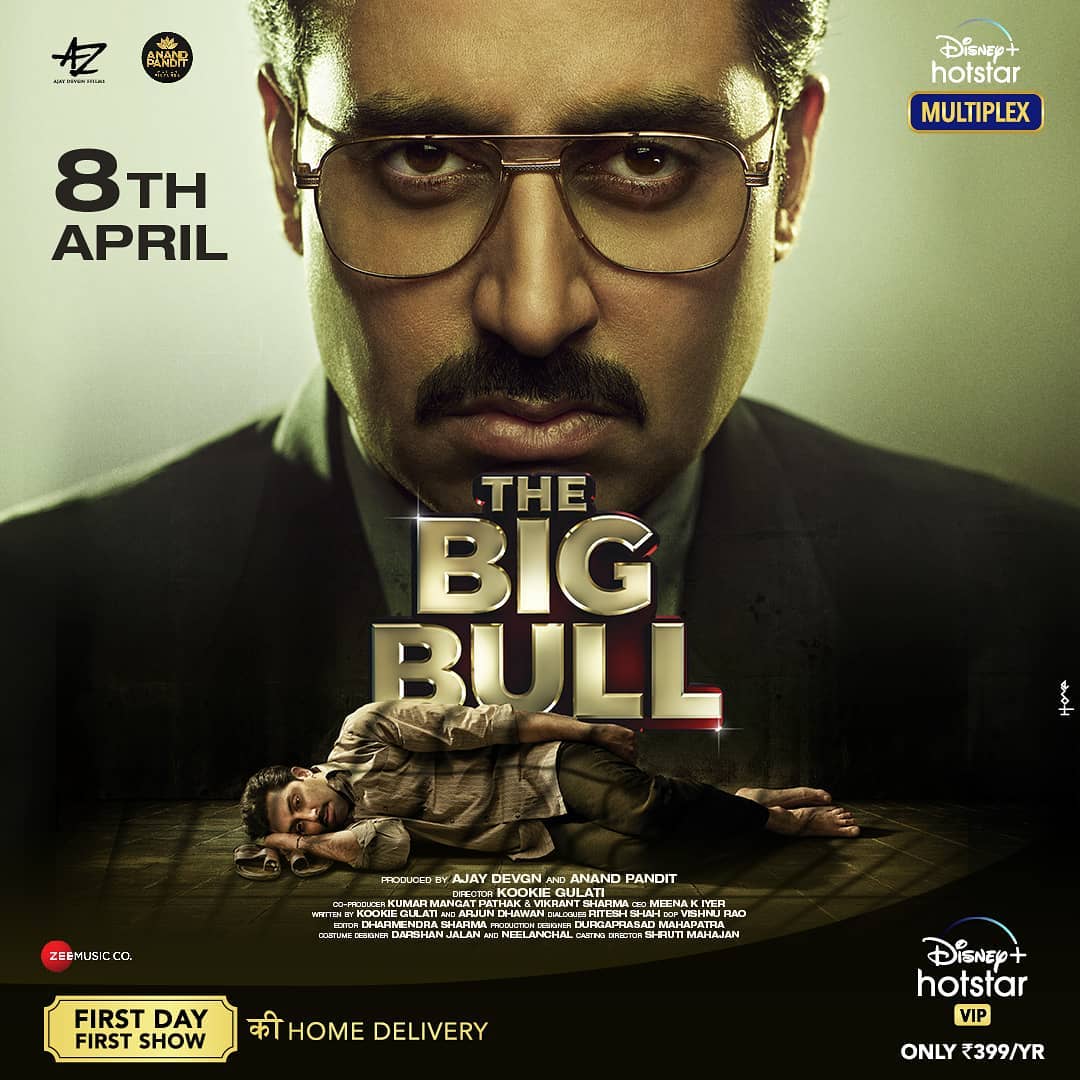 AZ
AJAY DEVGN FFILMS
ANAND
PANDIT
Disney+
hotstar
MULTIPLEX
8TH
APRIL
THE
BIG
BULL
Home
PRODUCED BY AJAY DEVGN AND ANAND PANDIT
DIRECTOR KOOKIE GULATI
CO-PRODUCER KUMAR MANGAT PATHAK & VIKRANT SHARMA CEO MEENA K IYER
WRITTEN BY KOOKIE GULATI AND ARJUN DHAWAN DIALOGUES RITESH SHAH DOP VISHNU RAO
EDITOR DHARMENDRA SHARMA PRODUCTION DESIGNER DURGAPRASAD MAHAPATRA
COSTUME DESIGNER DARSHAN JALAN AND NEELANCHAL CASTING DIRECTOR SHRUTI MAHAJAN
ZEE MUSIC CO.
FIRST DAY
FIRST SHOW
की HOME DELIVERY
Disney+
hotstar
VIP
ONLY ₹399/YR